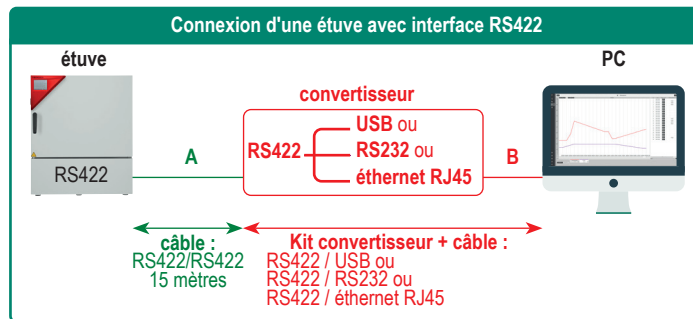 Connexion d'une étuve avec interface RS422
étuve
PC
convertisseur
USB ou
A
RS422
RS232 ou
B
RS422
éthernet RJ45
câble :
RS422/RS422
15 mètres
Kit convertisseur + câble :
RS422 / USB ou
RS422 / RS232 ou
RS422 / éthernet RJ45